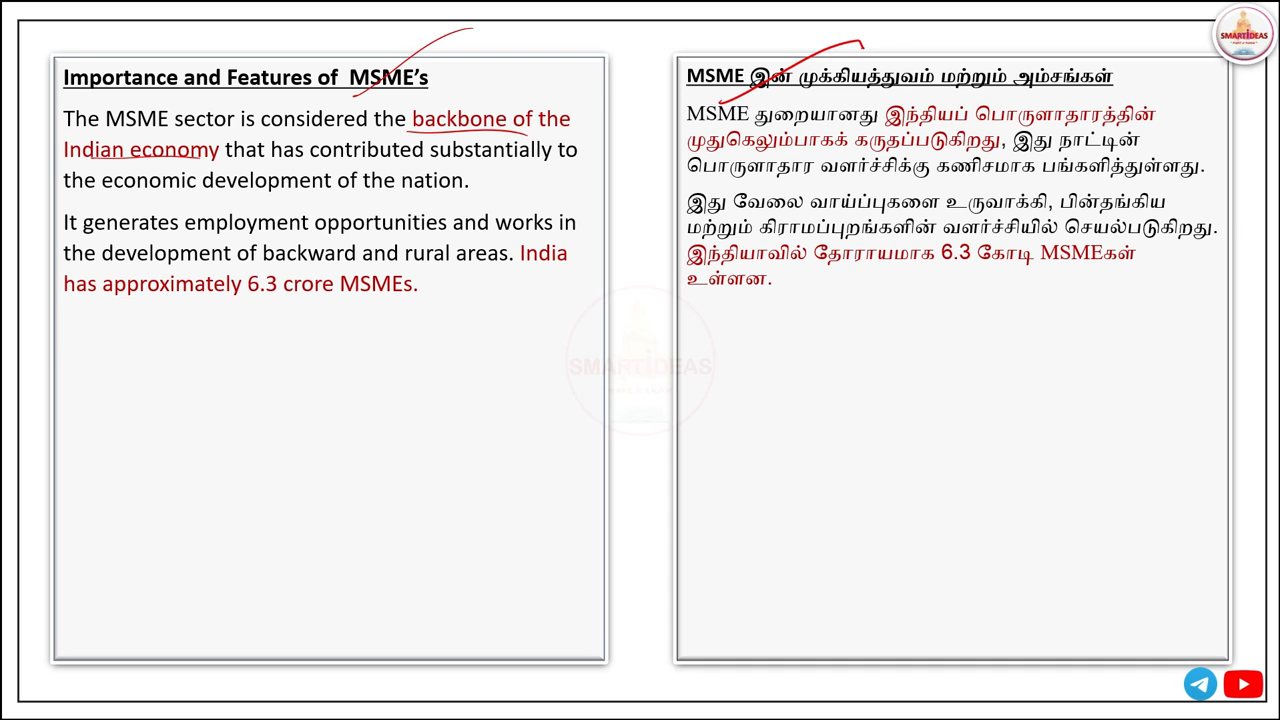 Importance and Features of MSME's
The MSME sector is considered the backbone of the
Indian economy that has contributed substantially to
the economic development of the nation.
It generates employment opportunities and works in
the development of backward and rural areas. India
has approximately 6.3 crore MSMEs.
MSME இன் முக்கியத்துவம் மற்றும் அம்சங்கள்
MSME துறையானது இந்தியப் பொருளாதாரத்தின்
முதுகெலும்பாகக் கருதப்படுகிறது, இது நாட்டின்
பொருளாதார வளர்ச்சிக்கு கணிசமாக பங்களித்துள்ளது.
இது வேலை வாய்ப்புகளை உருவாக்கி, பின்தங்கிய
மற்றும் கிராமப்புறங்களின் வளர்ச்சியில் செயல்படுகிறது.
இந்தியாவில் தோராயமாக 6.3 கோடி MSMEகள்
உள்ளன.
SMARTIDEAS
SMARTIDEAS